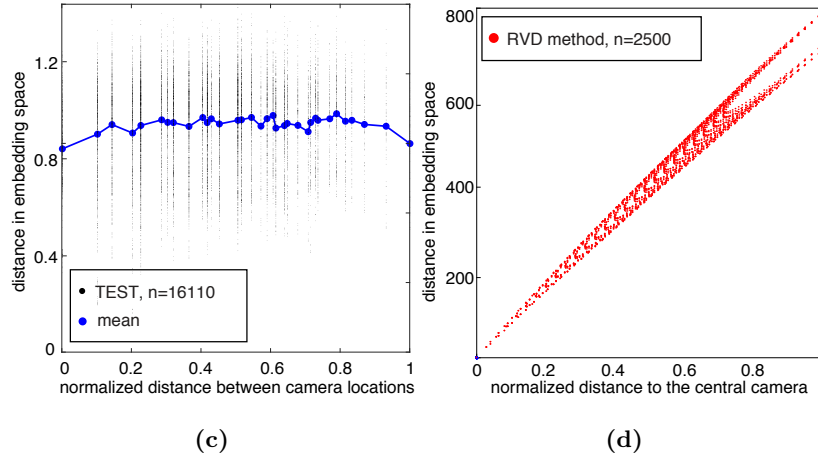 1.2
0.8
0.4
0
distance in embedding space
TEST, n=16110
mean
0 0.2 0.4 0.6 0.8 1
normalized distance between camera locations
(c)
800
600
400
200
distance in embedding space
RVD method, n=2500
0 0.2 0.4 0.5 0.6 0.8
normalized distance to the central camera
(d)